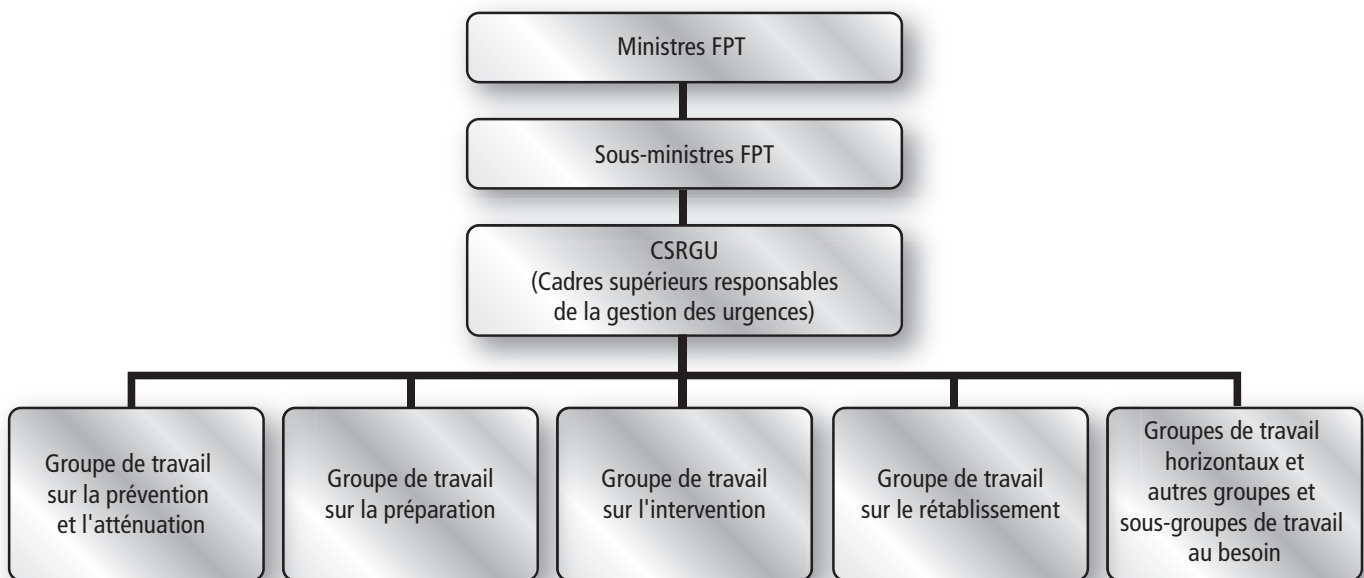 Ministres FPT
Sous-ministres FPT
CSRGU
(Cadres supérieurs responsables
de la gestion des urgences)
Groupe de travail
sur la prévention
et l'atténuation
Groupe de travail
sur la préparation
Groupe de travail
sur l'intervention
Groupe de travail
sur le rétablissement
Groupes de travail
horizontaux et
autres groupes et
sous-groupes de travail
au besoin